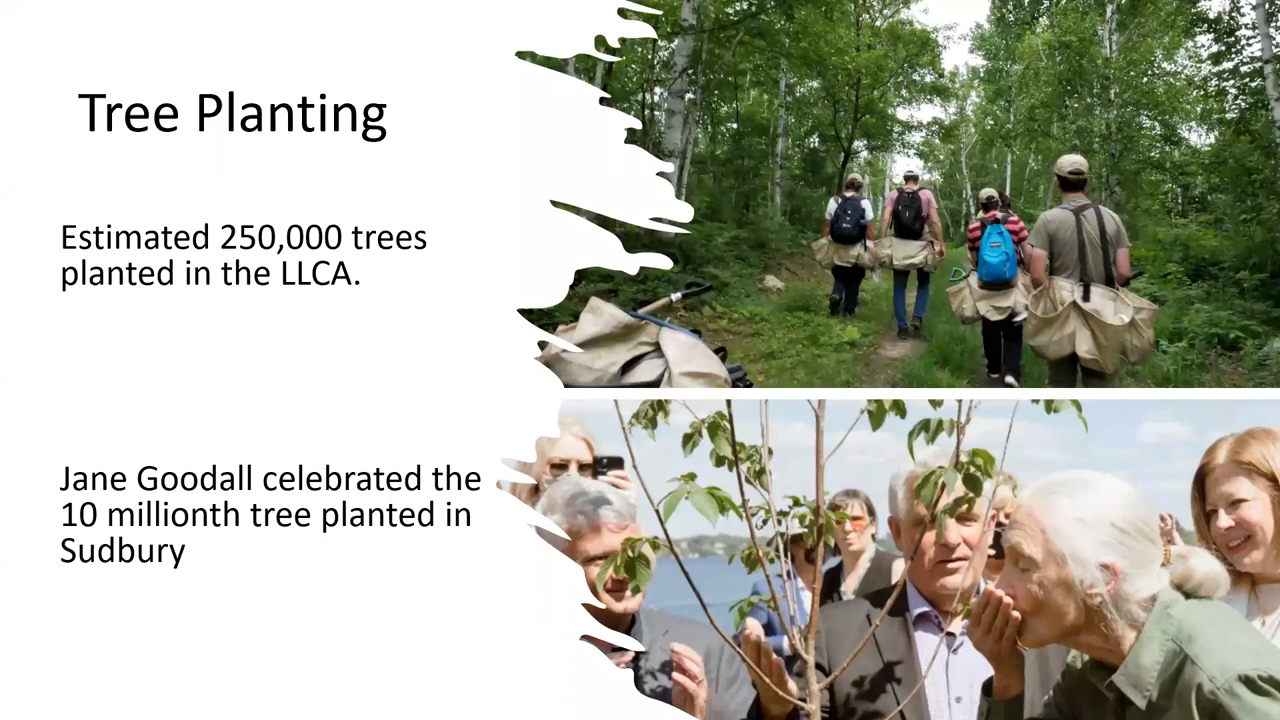 Tree Planting
Estimated 250,000 trees
planted in the LLCA.
Jane Goodall celebrated the
10 millionth tree planted in
Sudbury